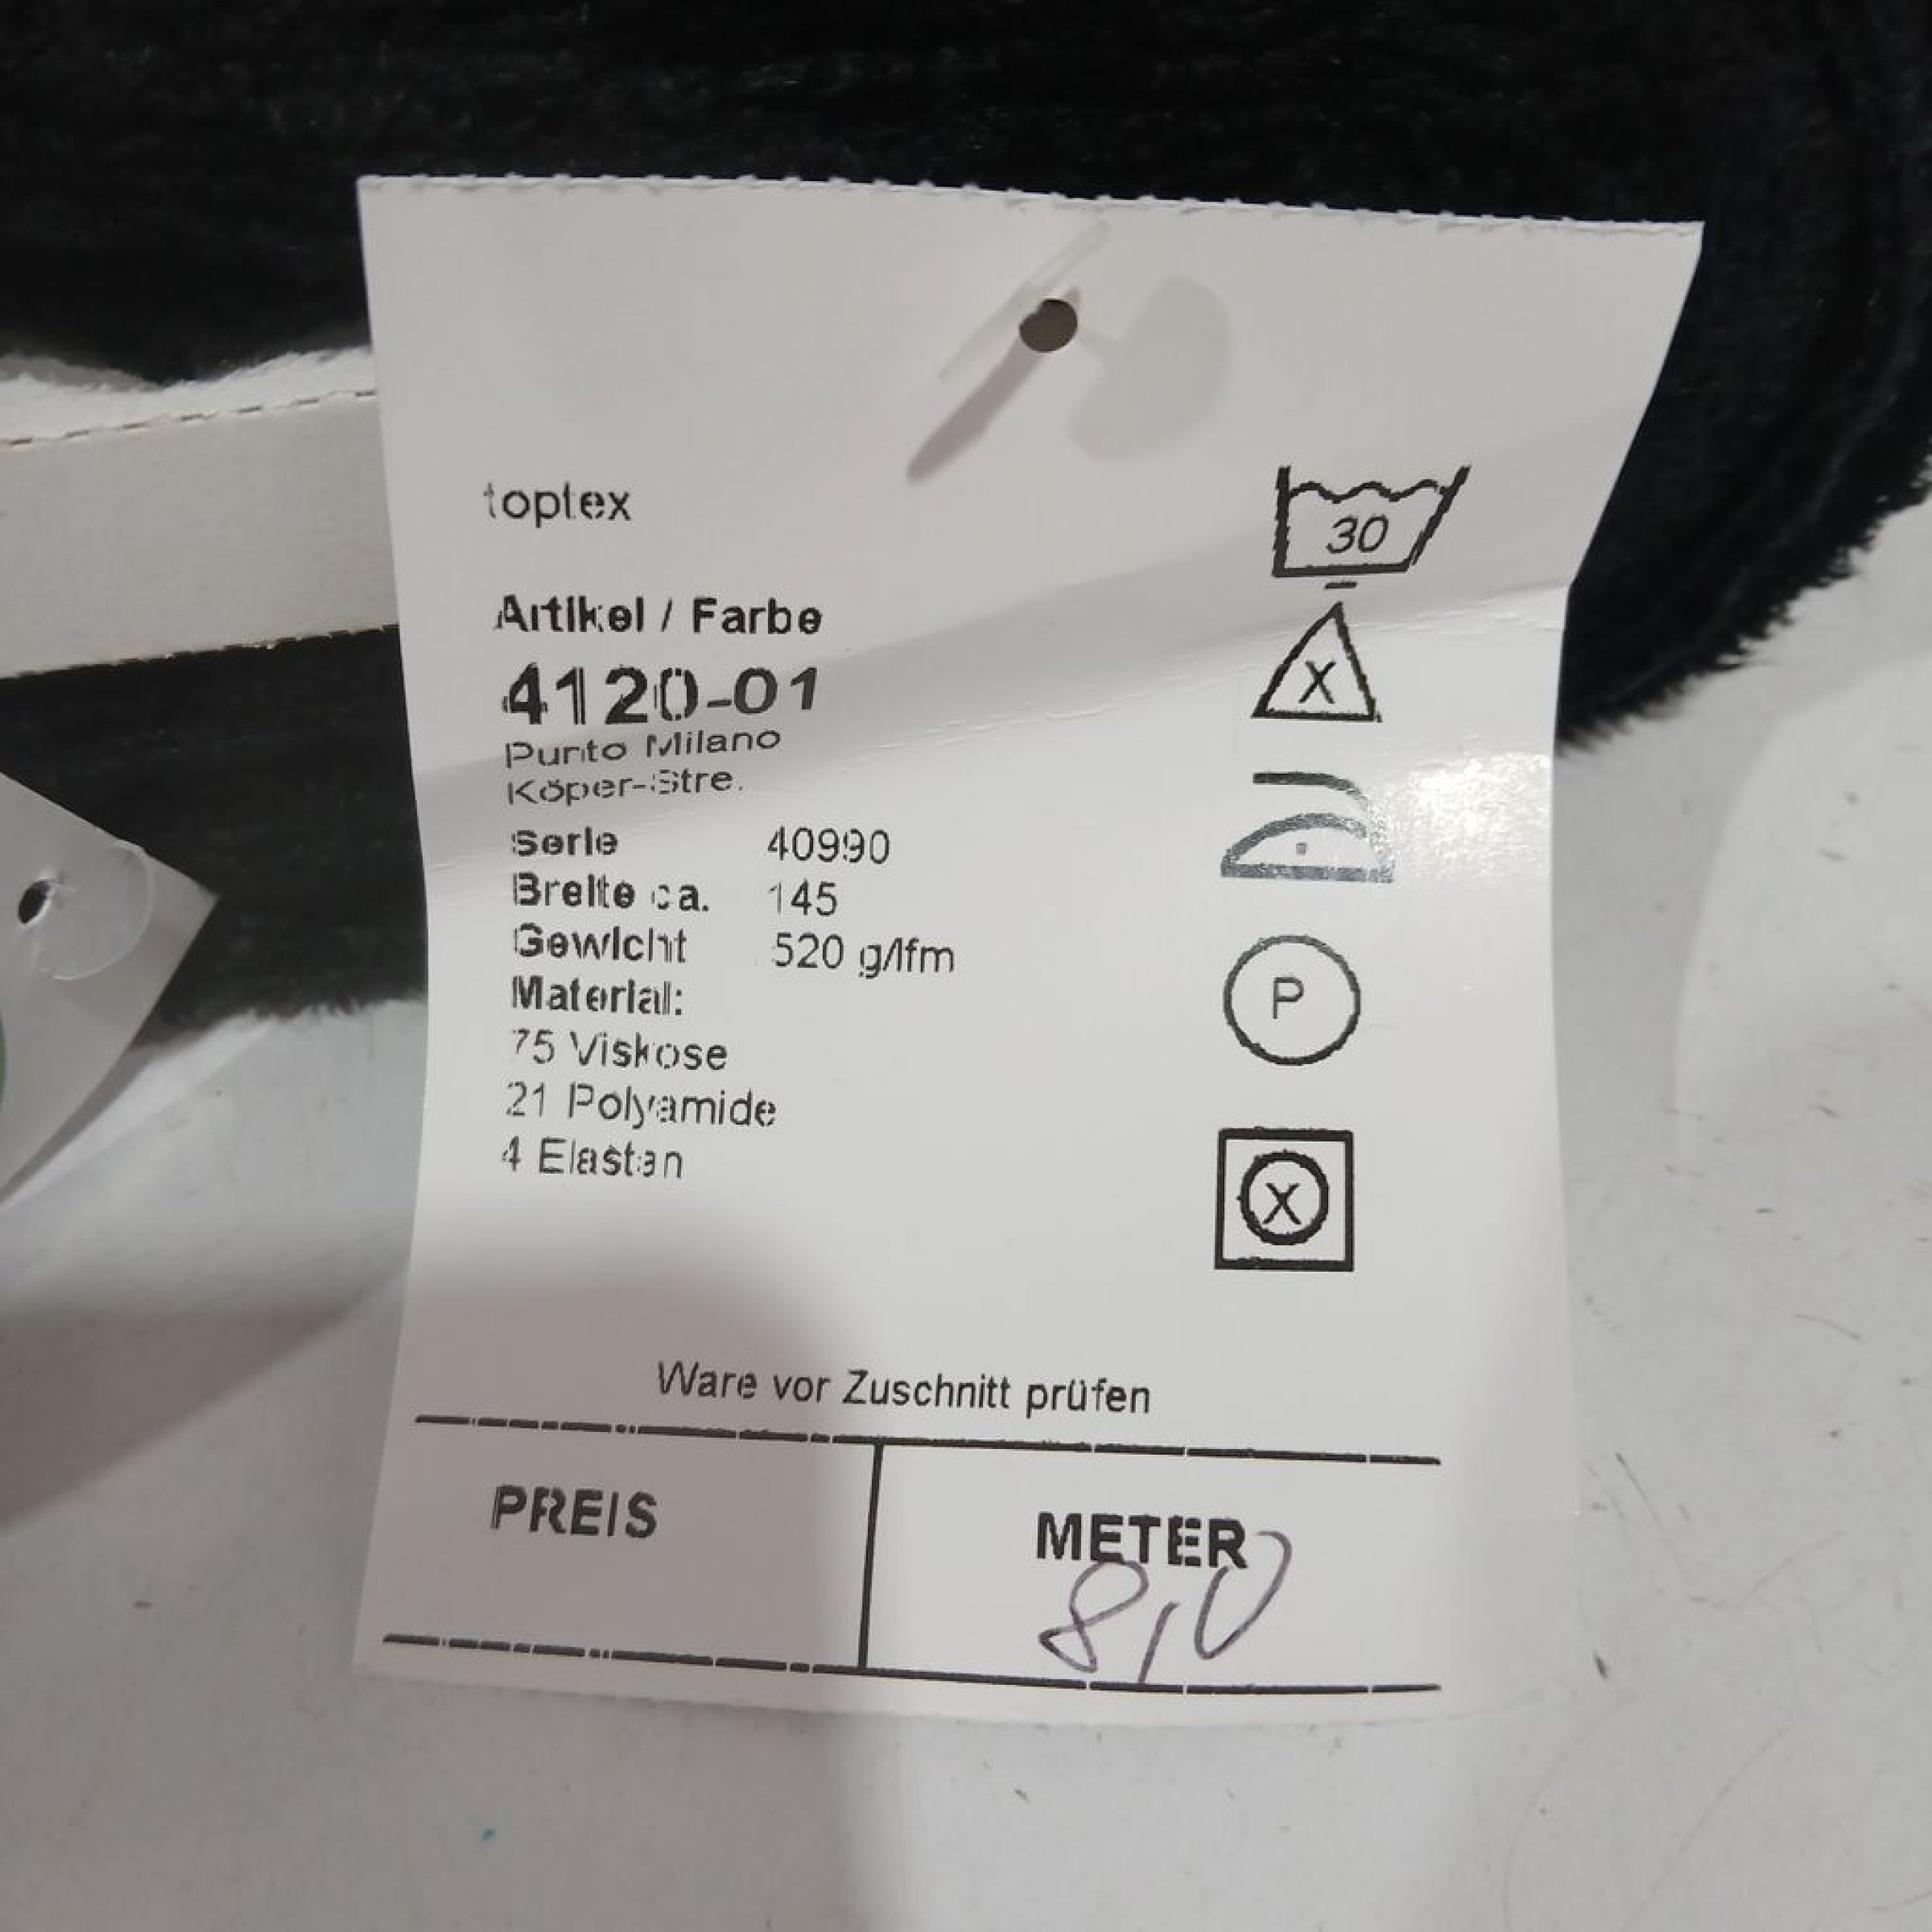 toptex
30
Artikel / Farbe
4120-01
X
Punto Milano
Köper-Stre.
Serie 40990
Breite ca. 145
Gewicht 520 g/lfm
P
Material:
75 Viskose
21 Polyamide
4 Elastan
X
Ware vor Zuschnitt prüfen
PREIS METER
8,0